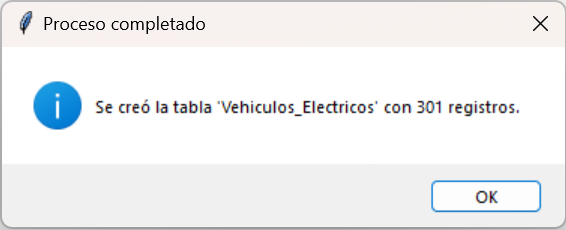 Proceso completado
Se creó la tabla 'Vehiculos_Electricos' con 301 registros.
OK